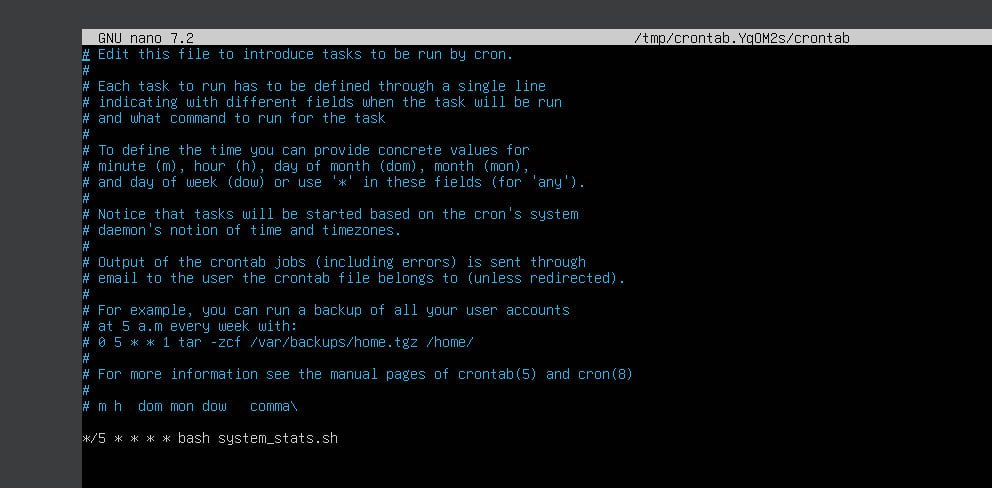 GNU nano 7.2 /tmp/crontab.YqOM2s/crontab
# Edit this file to introduce tasks to be run by cron.
#
# Each task to run has to be defined through a single line
# indicating with different fields when the task will be run
# and what command to run for the task
#
# To define the time you can provide concrete values for
# minute (m), hour (h), day of month (dom), month (mon),
# and day of week (dow) or use '*' in these fields (for 'any').
#
# Notice that tasks will be started based on the cron's system
# daemon's notion of time and timezones.
#
# Output of the crontab jobs (including errors) is sent through
# email to the user the crontab file belongs to (unless redirected).
#
# For example, you can run a backup of all your user accounts
# at 5 a.m every week with:
# 0 5 * * 1 tar -zcf /var/backups/home.tgz /home/
#
# For more information see the manual pages of crontab(5) and cron(8)
#
# m h  dom mon dow   comma\
*/5 * * * * bash system_stats.sh